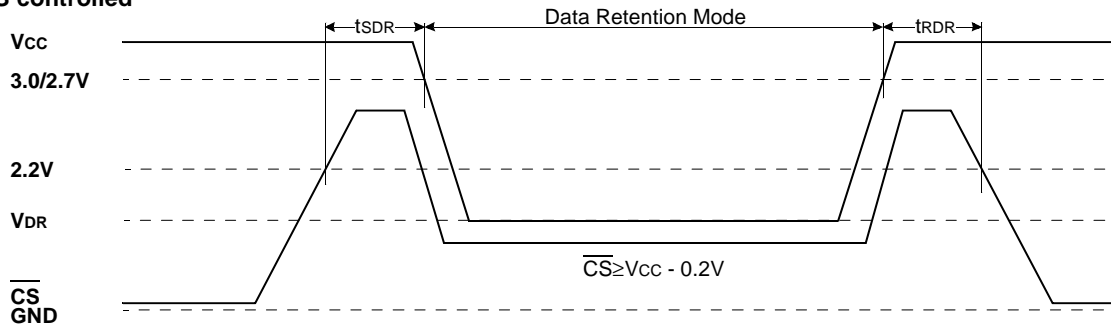 Data Retention Mode
tSDR
tRDR
VCC
3.0/2.7V
2.2V
VDR
CS≥VCC - 0.2V
CS
GND